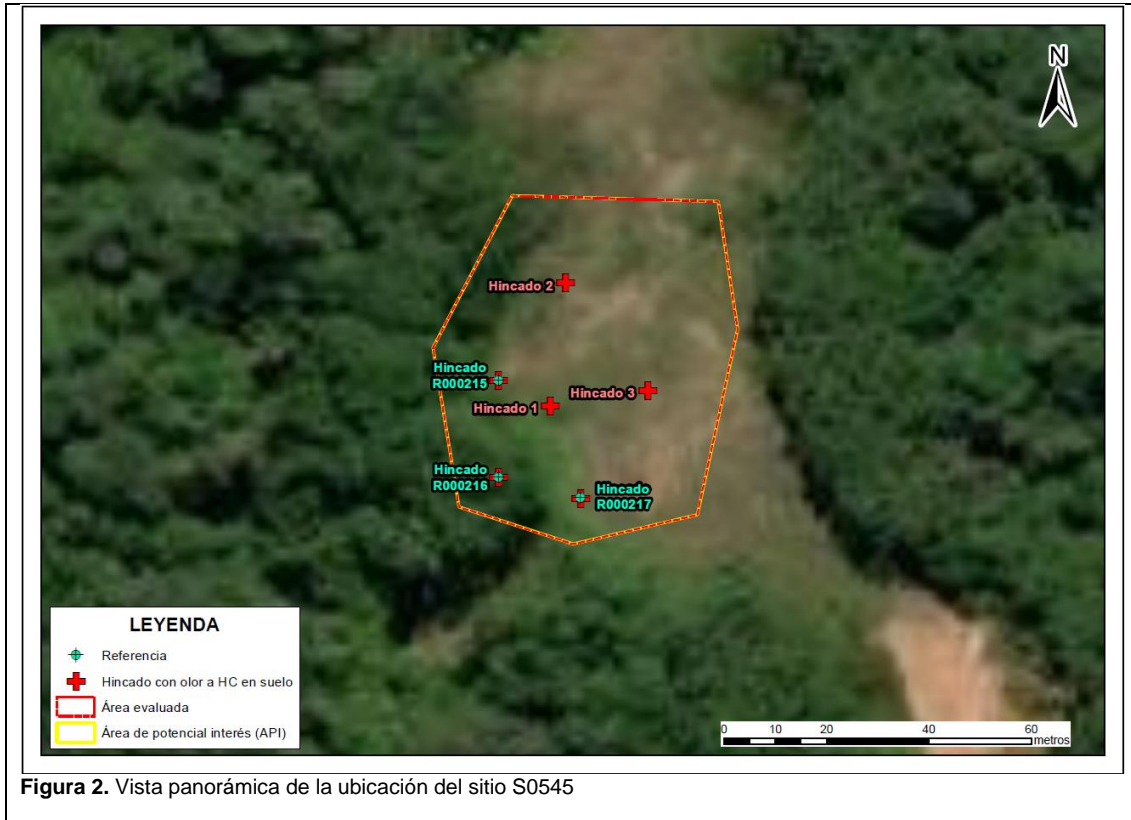 N
Hincado 2
Hincado
R000215
Hincado 3
Hincado 1
Hincado
R000216
Hincado
R000217
LEYENDA
Referencia
Hincado con olor a HC en suelo
Área evaluada
Área de potencial interés (API)
0 10 20 40 60
metros
Figura 2. Vista panorámica de la ubicación del sitio S0545